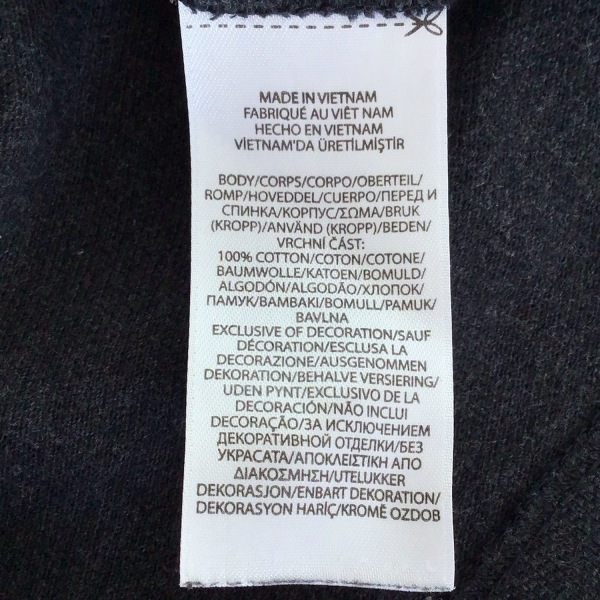 MADE IN VIETNAM
FABRIQUÉ AU VIÊT NAM
HECHO EN VIETNAM
VİETNAM'DA ÜRETİLMİŞTİR
BODY/CORPS/CORPO/OBERTEIL/
ROMP/HOVEDDEL/CUERPO/ПЕРЕД И
СПИНКА/КОРПУС/ΣΩΜΑ/BRUK
(KROPP)/ANVÄND (KROPP)/BEDEN/
VRCHNÍ ČÁST:
100% COTTON/COTON/COTONE/
BAUMWOLLE/KATOEN/BOMULD/
ALGODÓN/ALGODÃO/ХЛОПОК/
ПАМУК/ΒΑΜΒΑΚΙ/BOMULL/PAMUK/
BAVLNA
EXCLUSIVE OF DECORATION/SAUF
DÉCORATION/ESCLUSA LA
DECORAZIONE/AUSGENOMMEN
DEKORATION/BEHALVE VERSIERING/
UDEN PYNT/EXCLUSIVO DE LA
DECORACIÓN/NÃO INCLUI
DECORAÇÃO/ЗА ИСКЛЮЧЕНИЕМ
ДЕКОРАТИВНОЙ ОТДЕЛКИ/БЕЗ
УКРАСАТА/ΑΠΟΚΛΕΙΣΤΙΚΗ ΑΠΟ
ΔΙΑΚΟΣΜΗΣΗ/UTELUKKER
DEKORASJON/ENBART DEKORATION/
DEKORASYON HARİÇ/KROMĚ OZDOB